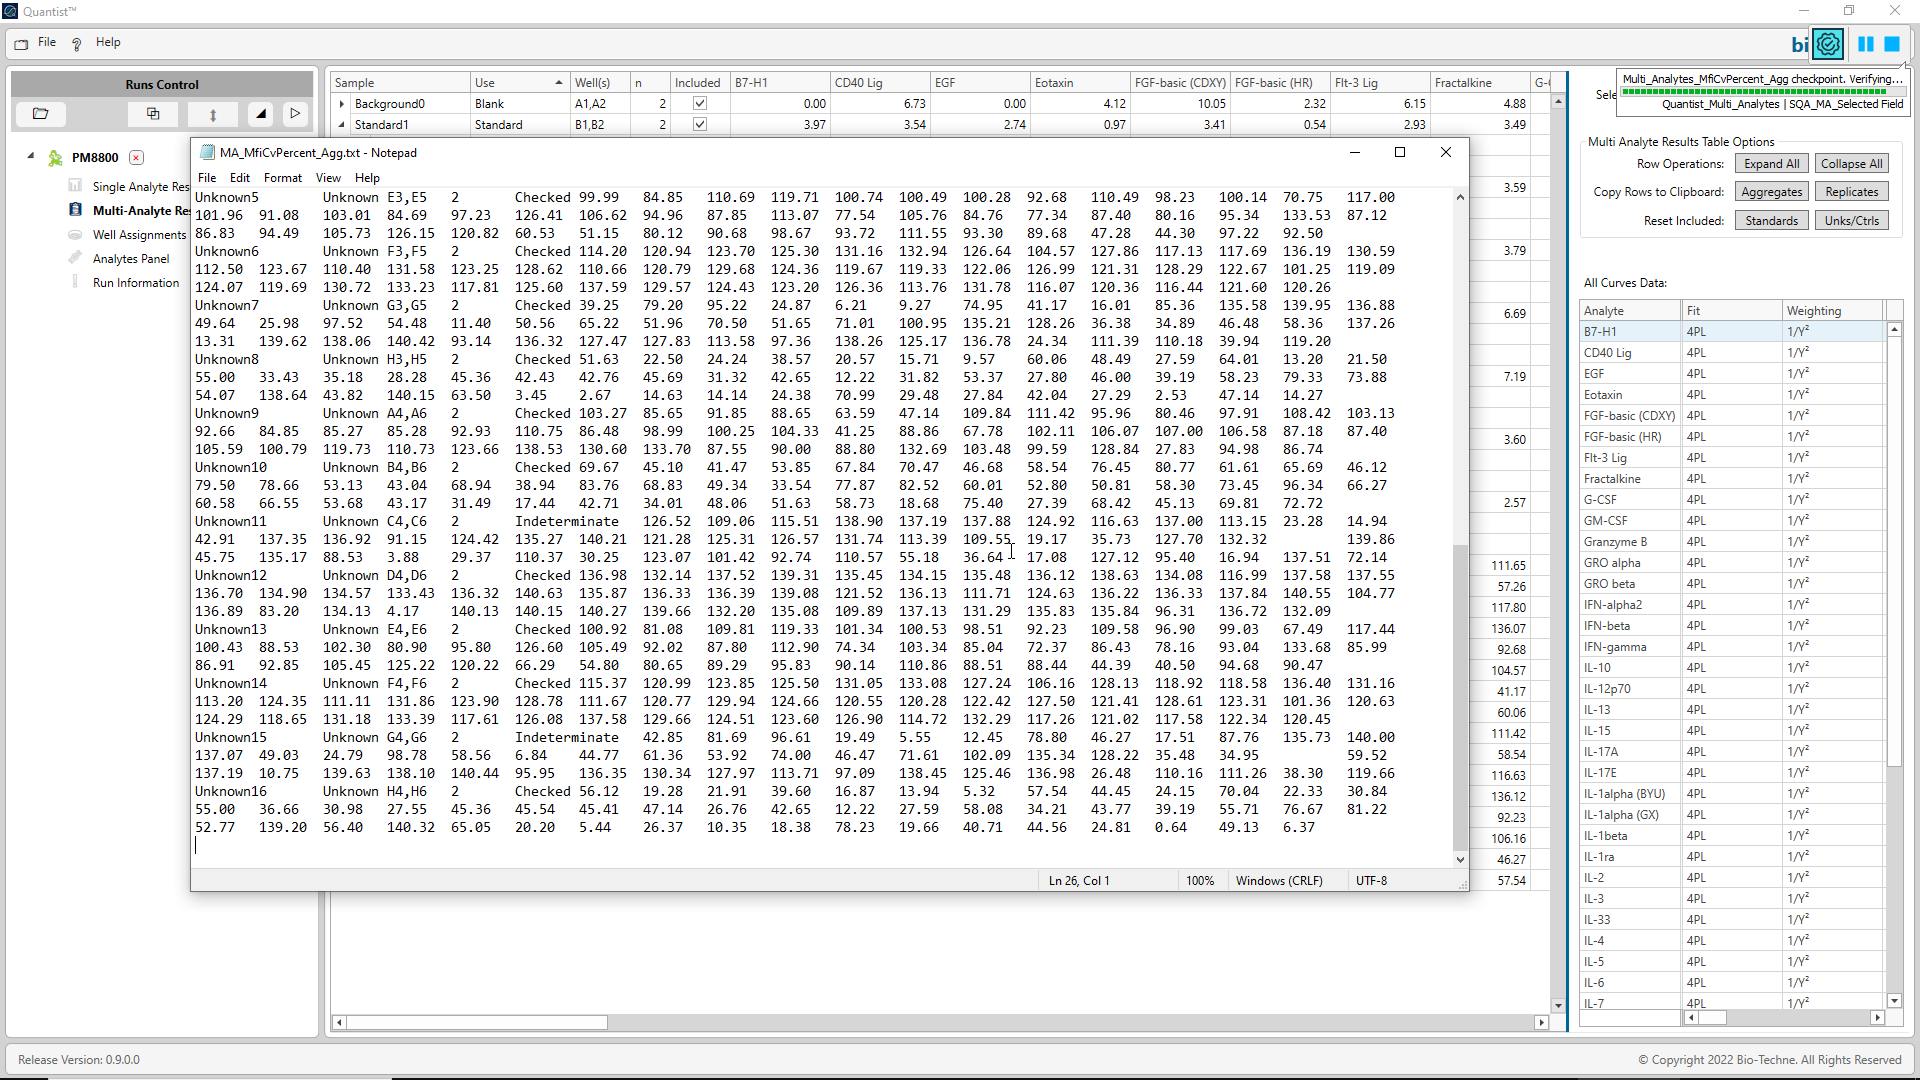 Quantist™
File Help
bi
Multi_Analytes_MfiCvPercent_Agg checkpoint. Verifying...
Quantist_Multi_Analytes | SQA_MA_Selected Field
Runs Control
PM8800
Single Analyte Res
Multi-Analyte Res
Well Assignments
Analytes Panel
Run Information
Sample Use Well(s) n Included B7-H1 CD40 Lig EGF Eotaxin FGF-basic (CDXY) FGF-basic (HR) Flt-3 Lig Fractalkine
Background0 Blank A1,A2 2 0.00 6.73 0.00 4.12 10.05 2.32 6.15 4.88
Standard1 Standard B1,B2 2 3.97 3.54 2.74 0.97 3.41 0.54 2.93 3.49
MA_MfiCvPercent_Agg.txt - Notepad
File Edit Format View Help
Unknown5 Unknown E3,E5 2 Checked 99.99 84.85 110.69 119.71 100.74 100.49 100.28 92.68 110.49 98.23 100.14 70.75 117.00
101.96 91.08 103.01 84.69 97.23 126.41 106.62 94.96 87.85 113.07 77.54 105.76 84.76 77.34 87.40 80.16 95.34 133.53 87.12
86.83 94.49 105.73 126.15 120.82 60.53 51.15 80.12 90.68 98.67 93.72 111.55 93.30 89.68 47.28 44.30 97.22 92.50
Unknown6 Unknown F3,F5 2 Checked 114.20 120.94 123.70 125.30 131.16 132.94 126.64 104.57 127.86 117.13 117.69 136.19 130.59
112.50 123.67 110.40 131.58 123.25 128.62 110.66 120.79 129.68 124.36 119.67 119.33 122.06 126.99 121.31 128.29 122.67 101.25 119.09
124.07 119.69 130.72 133.23 117.81 125.60 137.59 129.57 124.43 123.20 126.36 113.76 131.78 116.07 120.36 116.44 121.60 120.26
Unknown7 Unknown G3,G5 2 Checked 39.25 79.20 95.22 24.87 6.21 9.27 74.95 41.17 16.01 85.36 135.58 139.95 136.88
49.64 25.98 97.52 54.48 11.40 50.56 65.22 51.96 70.50 51.65 71.01 100.95 135.21 128.26 36.38 34.89 46.48 58.36 137.26
13.31 139.62 138.06 140.42 93.14 136.32 127.47 127.83 113.58 97.36 138.26 125.17 136.78 24.34 111.39 110.18 39.94 119.20
Unknown8 Unknown H3,H5 2 Checked 51.63 22.50 24.24 38.57 20.57 15.71 9.57 60.06 48.49 27.59 64.01 13.20 21.50
55.00 33.43 35.18 28.28 45.36 42.43 42.76 45.69 31.32 42.65 12.22 31.82 53.37 27.80 46.00 39.19 58.23 79.33 73.88
54.07 138.64 43.82 140.15 63.50 3.45 2.67 14.63 14.14 24.38 70.99 29.48 27.84 42.04 27.29 2.53 47.14 14.27
Unknown9 Unknown A4,A6 2 Checked 103.27 85.65 91.85 88.65 63.59 47.14 109.84 111.42 95.96 80.46 97.91 108.42 103.13
92.66 84.85 85.27 85.28 92.93 110.75 86.48 98.99 100.25 104.33 41.25 88.86 67.78 102.11 106.07 107.00 106.58 87.18 87.40
105.59 100.79 119.73 110.73 123.66 138.53 130.60 133.70 87.55 90.00 88.80 132.69 103.48 99.59 128.84 27.83 94.98 86.74
Unknown10 Unknown B4,B6 2 Checked 69.67 45.10 41.47 53.85 67.84 70.47 46.68 58.54 76.45 80.77 61.61 65.69 46.12
79.50 78.66 53.13 43.04 68.94 38.94 83.76 68.83 49.34 33.54 77.87 82.52 60.01 52.80 50.81 58.30 73.45 96.34 66.27
60.58 66.55 53.68 43.17 31.49 17.44 42.71 34.01 48.06 51.63 58.73 18.68 75.40 27.39 68.42 45.13 69.81 72.72
Unknown11 Unknown C4,C6 2 Indeterminate 126.52 109.06 115.51 138.90 137.19 137.88 124.92 116.63 137.00 113.15 23.28 14.94
42.91 137.35 136.92 91.15 124.42 135.27 140.21 121.28 125.31 126.57 131.74 113.39 109.55 19.17 35.73 127.70 132.32 139.86
45.75 135.17 88.53 3.88 29.37 110.37 30.25 123.07 101.42 92.74 110.57 55.18 36.64 17.08 127.12 95.40 16.94 137.51 72.14
Unknown12 Unknown D4,D6 2 Checked 136.98 132.14 137.52 139.31 135.45 134.15 135.48 136.12 138.63 134.08 116.99 137.58 137.55
136.70 134.90 134.57 133.43 136.32 140.63 135.87 136.33 136.39 139.08 121.52 136.13 111.71 124.63 136.22 136.33 137.84 140.55 104.77
136.89 83.20 134.13 4.17 140.13 140.15 140.27 139.66 132.20 135.08 109.89 137.13 131.29 135.83 135.84 96.31 136.72 132.09
Unknown13 Unknown E4,E6 2 Checked 100.92 81.08 109.81 119.33 101.34 100.53 98.51 92.23 109.58 96.90 99.03 67.49 117.44
100.43 88.53 102.30 80.90 95.80 126.60 105.49 92.02 87.80 112.90 74.34 103.34 85.04 72.37 86.43 78.16 93.04 133.68 85.99
86.91 92.85 105.45 125.22 120.22 66.29 54.80 80.65 89.29 95.83 90.14 110.86 88.51 88.44 44.39 40.50 94.68 90.47
Unknown14 Unknown F4,F6 2 Checked 115.37 120.99 123.85 125.50 131.05 133.08 127.24 106.16 128.13 118.92 118.58 136.40 131.16
113.20 124.35 111.11 131.86 123.90 128.78 111.67 120.77 129.94 124.66 120.55 120.28 122.42 127.50 121.41 128.61 123.31 101.36 120.63
124.29 118.65 131.18 133.39 117.61 126.08 137.58 129.66 124.51 123.60 126.90 114.72 132.29 117.26 121.02 117.58 122.34 120.45
Unknown15 Unknown G4,G6 2 Indeterminate 42.85 81.69 96.61 19.49 5.55 12.45 78.80 46.27 17.51 87.76 135.73 140.00
137.07 49.03 24.79 98.78 58.56 6.84 44.77 61.36 53.92 74.00 46.47 71.61 102.09 135.34 128.22 35.48 34.95 59.52
137.19 10.75 139.63 138.10 140.44 95.95 136.35 130.34 127.97 113.71 97.09 138.45 125.46 136.98 26.48 110.16 111.26 38.30 119.66
Unknown16 Unknown H4,H6 2 Checked 56.12 19.28 21.91 39.60 16.87 13.94 5.32 57.54 44.45 24.15 70.04 22.33 30.84
55.00 36.66 30.98 27.55 45.36 45.54 45.41 47.14 26.76 42.65 12.22 27.59 58.08 34.21 43.77 39.19 55.71 76.67 81.22
52.77 139.20 56.40 140.32 65.05 20.20 5.44 26.37 10.35 18.38 78.23 19.66 40.71 44.56 24.81 0.64 49.13 6.37
Ln 26, Col 1 100% Windows (CRLF) UTF-8
3.59
3.79
6.69
7.19
3.60
2.57
111.65
57.26
117.80
136.07
92.68
104.57
41.17
60.06
111.42
58.54
116.63
136.12
92.23
106.16
46.27
57.54
Multi Analyte Results Table Options
Row Operations: Expand All Collapse All
Copy Rows to Clipboard: Aggregates Replicates
Reset Included: Standards Unks/Ctrls
All Curves Data:
Analyte Fit Weighting
B7-H1 4PL 1/Y²
CD40 Lig 4PL 1/Y²
EGF 4PL 1/Y²
Eotaxin 4PL 1/Y²
FGF-basic (CDXY) 4PL 1/Y²
FGF-basic (HR) 4PL 1/Y²
Flt-3 Lig 4PL 1/Y²
Fractalkine 4PL 1/Y²
G-CSF 4PL 1/Y²
GM-CSF 4PL 1/Y²
Granzyme B 4PL 1/Y²
GRO alpha 4PL 1/Y²
GRO beta 4PL 1/Y²
IFN-alpha2 4PL 1/Y²
IFN-beta 4PL 1/Y²
IFN-gamma 4PL 1/Y²
IL-10 4PL 1/Y²
IL-12p70 4PL 1/Y²
IL-13 4PL 1/Y²
IL-15 4PL 1/Y²
IL-17A 4PL 1/Y²
IL-17E 4PL 1/Y²
IL-1alpha (BYU) 4PL 1/Y²
IL-1alpha (GX) 4PL 1/Y²
IL-1beta 4PL 1/Y²
IL-1ra 4PL 1/Y²
IL-2 4PL 1/Y²
IL-3 4PL 1/Y²
IL-33 4PL 1/Y²
IL-4 4PL 1/Y²
IL-5 4PL 1/Y²
IL-6 4PL 1/Y²
IL-7 4PL 1/Y²
Release Version: 0.9.0.0
© Copyright 2022 Bio-Techne. All Rights Reserved